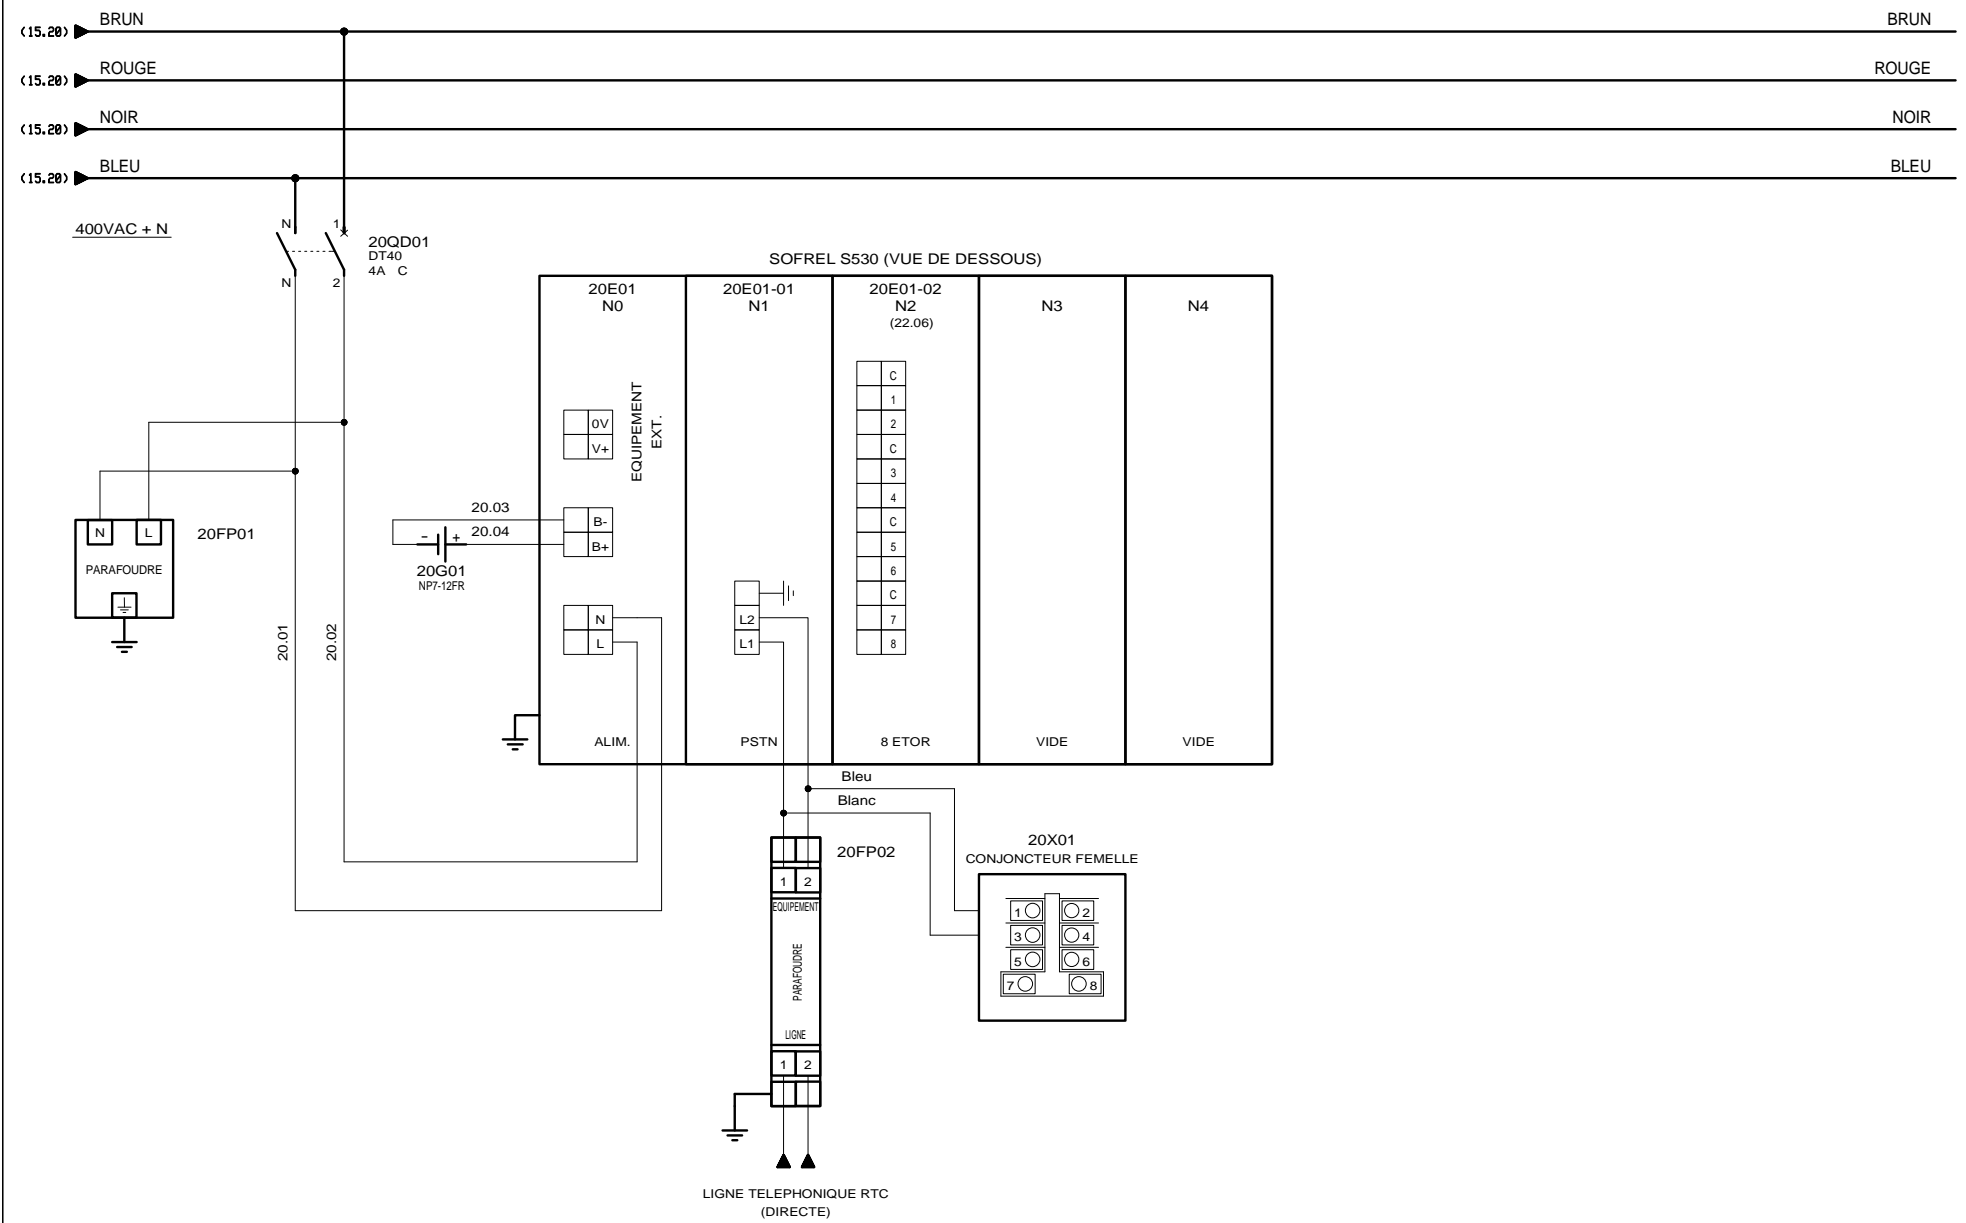 BRUN
BRUN
(15.20)
ROUGE
ROUGE
(15.20)
NOIR
NOIR
(15.20)
BLEU
BLEU
(15.20)
400VAC + N
N
1
20QD01
DT40
4A C
N
2
SOFREL S530 (VUE DE DESSOUS)
20E01
N0
20E01-01
N1
20E01-02
N2
(22.06)
N3
N4
EQUIPEMENT
EXT.
0V
V+
C
1
2
C
3
4
C
5
6
C
7
8
20.03
20.04
B-
B+
- +
20G01
NP7-12FR
N
L
20FP01
PARAFOUDRE
20.01
20.02
N
L
L2
L1
ALIM.
PSTN
8 ETOR
VIDE
VIDE
Bleu
Blanc
20FP02
1 2
EQUIPEMENT
PARAFOUDRE
LIGNE
1 2
20X01
CONJONCTEUR FEMELLE
1 2
3 4
5 6
7 8
LIGNE TELEPHONIQUE RTC
(DIRECTE)